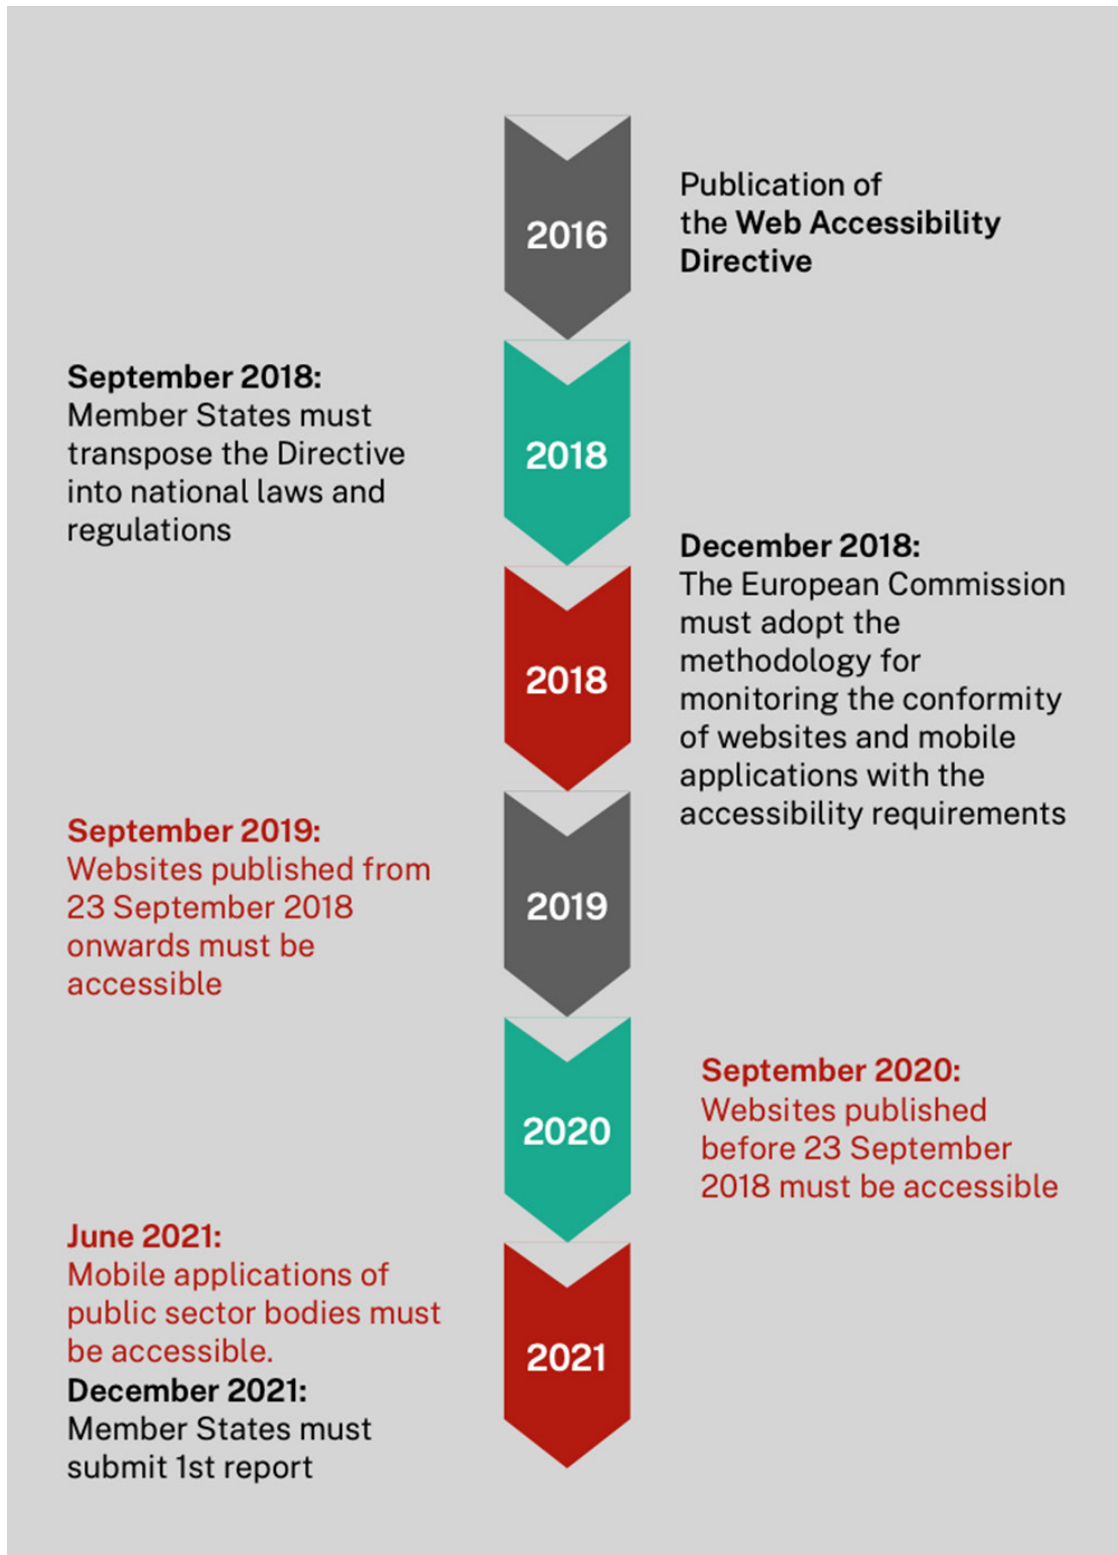 2016
Publication of
the Web Accessibility
Directive
September 2018:
Member States must
transpose the Directive
into national laws and
regulations
2018
December 2018:
The European Commission
must adopt the
methodology for
monitoring the conformity
of websites and mobile
applications with the
accessibility requirements
2018
September 2019:
Websites published from
23 September 2018
onwards must be
accessible
2019
September 2020:
Websites published
before 23 September
2018 must be accessible
2020
June 2021:
Mobile applications of
public sector bodies must
be accessible.
December 2021:
Member States must
submit 1st report
2021